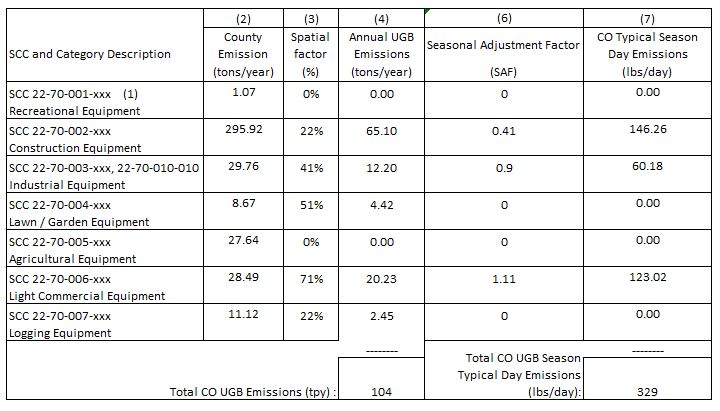 (2) (3) (4) (6) (7)
SCC and Category Description County Emission (tons/year) Spatial factor (%) Annual UGB Emissions (tons/year) Seasonal Adjustment Factor (SAF) CO Typical Season Day Emissions (lbs/day)
SCC 22-70-001-xxx (1) 1.07 0% 0.00 0 0.00
Recreational Equipment
SCC 22-70-002-xxx 295.92 22% 65.10 0.41 146.26
Construction Equipment
SCC 22-70-003-xxx, 22-70-010-010 29.76 41% 12.20 0.9 60.18
Industrial Equipment
SCC 22-70-004-xxx 8.67 51% 4.42 0 0.00
Lawn / Garden Equipment
SCC 22-70-005-xxx 27.64 0% 0.00 0 0.00
Agricultural Equipment
SCC 22-70-006-xxx 28.49 71% 20.23 1.11 123.02
Light Commercial Equipment
SCC 22-70-007-xxx 11.12 22% 2.45 0 0.00
Logging Equipment
-------- --------
Total CO UGB Emissions (tpy) : 104
Total CO UGB Season
Typical Day Emissions
(lbs/day): 329